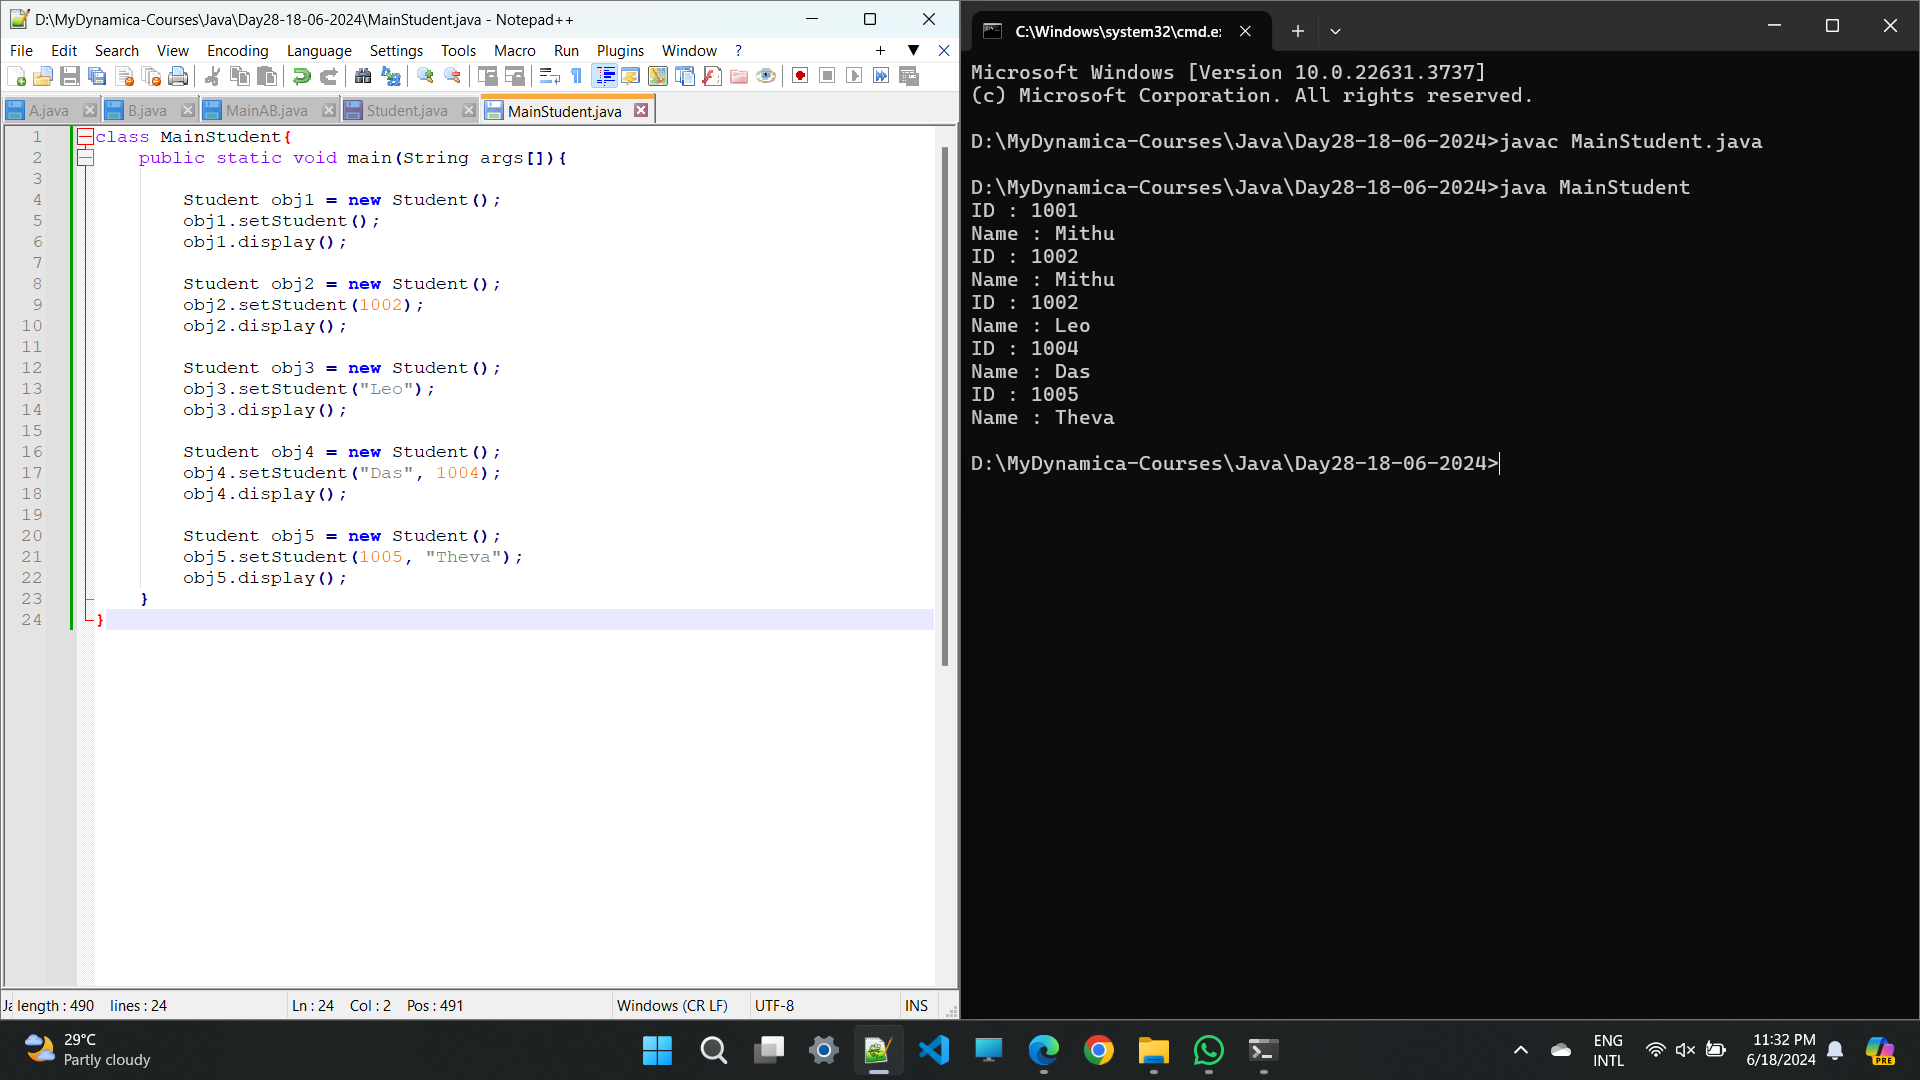 D:\MyDynamica-Courses\Java\Day28-18-06-2024\MainStudent.java - Notepad++
File Edit Search View Encoding Language Settings Tools Macro Run Plugins Window ?
A.java B.java MainAB.java Student.java MainStudent.java
1 class MainStudent{
2 public static void main(String args[]){
3
4 Student obj1 = new Student();
5 obj1.setStudent();
6 obj1.display();
7
8 Student obj2 = new Student();
9 obj2.setStudent(1002);
10 obj2.display();
11
12 Student obj3 = new Student();
13 obj3.setStudent("Leo");
14 obj3.display();
15
16 Student obj4 = new Student();
17 obj4.setStudent("Das", 1004);
18 obj4.display();
19
20 Student obj5 = new Student();
21 obj5.setStudent(1005, "Theva");
22 obj5.display();
23 }
24 }
Ja length : 490 lines : 24 Ln : 24 Col : 2 Pos : 491 Windows (CR LF) UTF-8 INS
C:\Windows\system32\cmd.e
Microsoft Windows [Version 10.0.22631.3737]
(c) Microsoft Corporation. All rights reserved.
D:\MyDynamica-Courses\Java\Day28-18-06-2024>javac MainStudent.java
D:\MyDynamica-Courses\Java\Day28-18-06-2024>java MainStudent
ID : 1001
Name : Mithu
ID : 1002
Name : Mithu
ID : 1002
Name : Leo
ID : 1004
Name : Das
ID : 1005
Name : Theva
D:\MyDynamica-Courses\Java\Day28-18-06-2024>
29°C
Partly cloudy
ENG
INTL
11:32 PM
6/18/2024
PRE